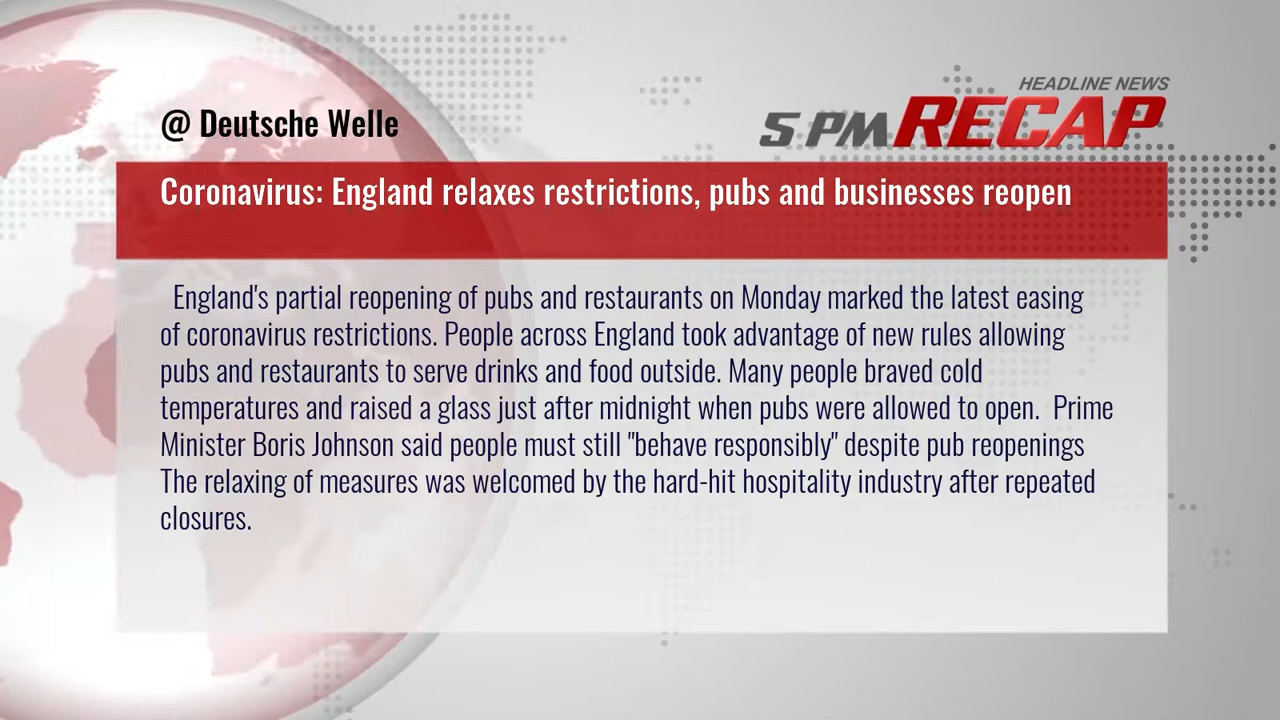 HEADLINE NEWS
@ Deutsche Welle
5 PM RECAP
Coronavirus: England relaxes restrictions, pubs and businesses reopen
England's partial reopening of pubs and restaurants on Monday marked the latest easing
of coronavirus restrictions. People across England took advantage of new rules allowing
pubs and restaurants to serve drinks and food outside. Many people braved cold
temperatures and raised a glass just after midnight when pubs were allowed to open.  Prime
Minister Boris Johnson said people must still "behave responsibly" despite pub reopenings
The relaxing of measures was welcomed by the hard-hit hospitality industry after repeated
closures.